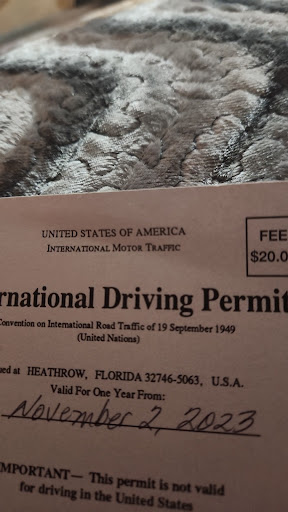 UNITED STATES OF AMERICA
INTERNATIONAL MOTOR TRAFFIC
FEE
$20.0
rnational Driving Permit
Convention on International Road Traffic of 19 September 1949
(United Nations)
ued at HEATHROW, FLORIDA 32746-5063, U.S.A.
Valid For One Year From:
November 2, 2023
MPORTANT— This permit is not valid
for driving in the United States